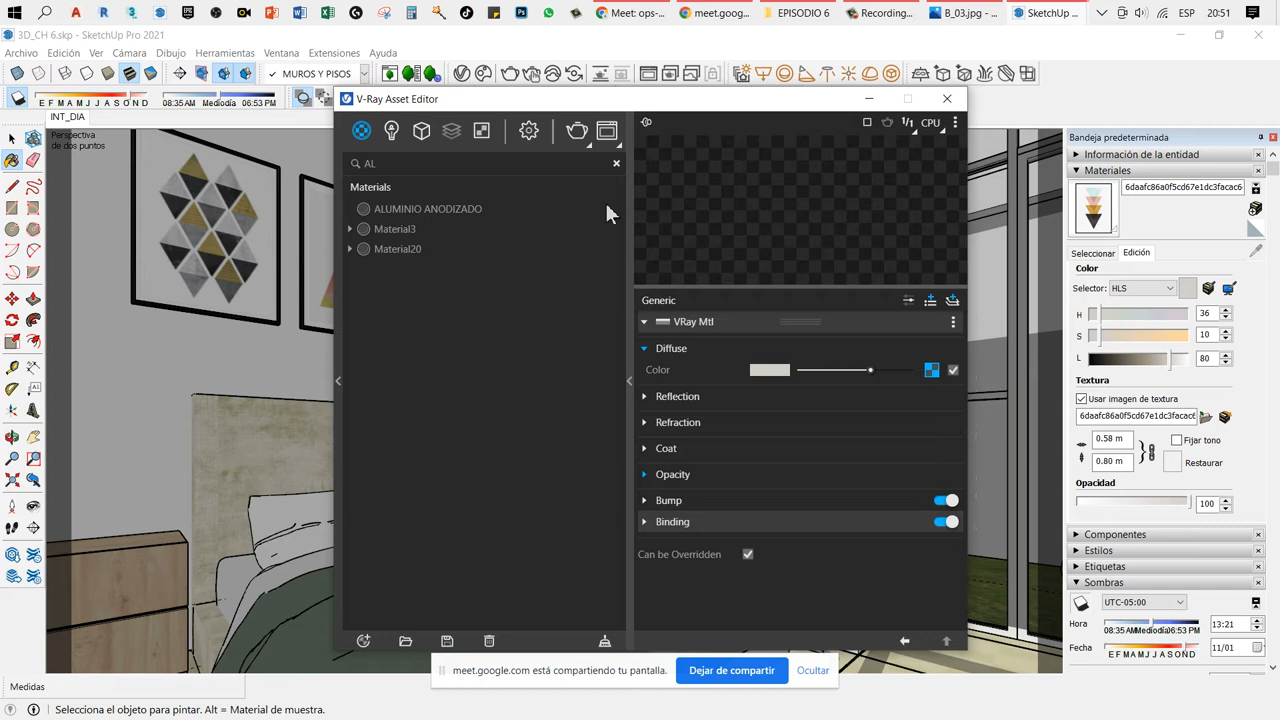 Meet: ops-...
meet.goog...
EPISODIO 6
Recording...
B_03.jpg - ...
SketchUp ...
ESP
20:51
3D_CH 6.skp - SketchUp Pro 2021
Archivo Edición Ver Cámara Dibujo Herramientas Ventana Extensiones Ayuda
MUROS Y PISOS
E F M A M J J A S O N D
08:35 AM Mediodía 06:53 PM
INT_DIA
Perspectiva
de dos puntos
V-Ray Asset Editor
1/1 CPU
AL
Materials
ALUMINIO ANODIZADO
Material3
Material20
Generic
VRay Mtl
Diffuse
Color
Reflection
Refraction
Coat
Opacity
Bump
Binding
Can be Overridden
Bandeja predeterminada
Información de la entidad
Materiales
6daafc86a0f5cd67e1dc3facac6
Seleccionar Edición
Color
Selector: HLS
H 36
S 10
L 80
Textura
Usar imagen de textura
6daafc86a0f5cd67e1dc3facac6
0.58 m Fijar tono
0.80 m Restaurar
Opacidad
100
Componentes
Estilos
Etiquetas
Sombras
UTC-05:00
Hora 08:35 AM Mediodía 06:53 PM 13:21
Fecha E F M A M J J A S O N D 11/01
meet.google.com está compartiendo tu pantalla. Dejar de compartir Ocultar
Medidas
Selecciona el objeto para pintar. Alt = Material de muestra.